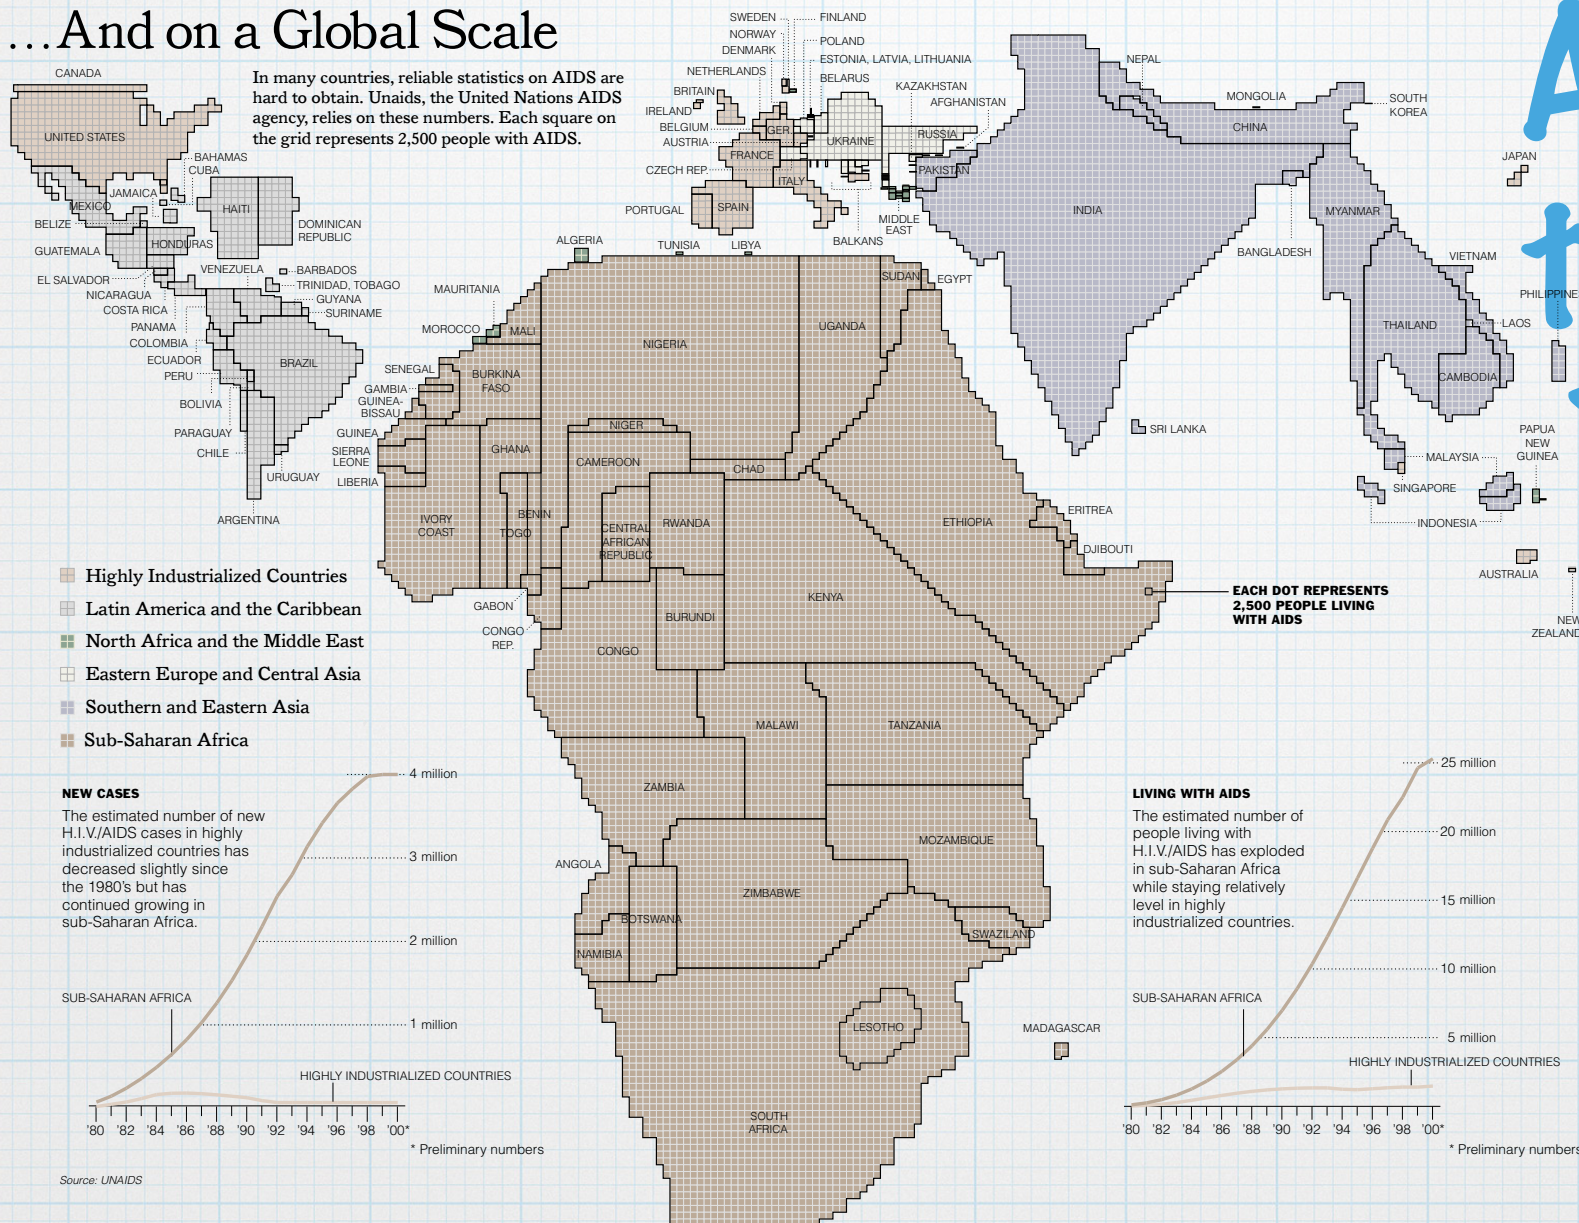 ...And on a Global Scale
In many countries, reliable statistics on AIDS are
hard to obtain. Unaids, the United Nations AIDS
agency, relies on these numbers. Each square on
the grid represents 2,500 people with AIDS.
CANADA
UNITED STATES
BAHAMAS
CUBA
JAMAICA
MEXICO
HAITI
DOMINICAN
REPUBLIC
BELIZE
HONDURAS
GUATEMALA
EL SALVADOR
NICARAGUA
COSTA RICA
PANAMA
VENEZUELA
BARBADOS
TRINIDAD, TOBAGO
GUYANA
SURINAME
COLOMBIA
ECUADOR
PERU
BRAZIL
BOLIVIA
PARAGUAY
CHILE
URUGUAY
ARGENTINA
SWEDEN
FINLAND
NORWAY
POLAND
DENMARK
ESTONIA, LATVIA, LITHUANIA
NETHERLANDS
BELARUS
BRITAIN
KAZAKHSTAN
IRELAND
AFGHANISTAN
BELGIUM
GER.
RUSSIA
AUSTRIA
UKRAINE
FRANCE
CZECH REP.
PAKISTAN
ITALY
PORTUGAL
SPAIN
MIDDLE
EAST
BALKANS
NEPAL
MONGOLIA
SOUTH
KOREA
CHINA
JAPAN
INDIA
MYANMAR
BANGLADESH
VIETNAM
PHILIPPINE
THAILAND
LAOS
CAMBODIA
SRI LANKA
PAPUA
NEW
GUINEA
MALAYSIA
SINGAPORE
INDONESIA
AUSTRALIA
NEW
ZEALAND
ALGERIA
TUNISIA
LIBYA
SUDAN
EGYPT
MAURITANIA
MOROCCO
MALI
NIGERIA
UGANDA
SENEGAL
BURKINA
FASO
GAMBIA
GUINEA-
BISSAU
GUINEA
SIERRA
LEONE
LIBERIA
GHANA
NIGER
CAMEROON
CHAD
IVORY
COAST
BENIN
TOGO
CENTRAL
AFRICAN
REPUBLIC
RWANDA
ETHIOPIA
ERITREA
DJIBOUTI
GABON
CONGO
REP.
BURUNDI
KENYA
CONGO
MALAWI
TANZANIA
ZAMBIA
MOZAMBIQUE
ANGOLA
ZIMBABWE
BOTSWANA
NAMIBIA
SWAZILAND
LESOTHO
MADAGASCAR
SOUTH
AFRICA
EACH DOT REPRESENTS
2,500 PEOPLE LIVING
WITH AIDS
Highly Industrialized Countries
Latin America and the Caribbean
North Africa and the Middle East
Eastern Europe and Central Asia
Southern and Eastern Asia
Sub-Saharan Africa
NEW CASES
The estimated number of new
H.I.V./AIDS cases in highly
industrialized countries has
decreased slightly since
the 1980's but has
continued growing in
sub-Saharan Africa.
4 million
3 million
2 million
1 million
SUB-SAHARAN AFRICA
HIGHLY INDUSTRIALIZED COUNTRIES
'80 '82 '84 '86 '88 '90 '92 '94 '96 '98 '00*
* Preliminary numbers
Source: UNAIDS
LIVING WITH AIDS
The estimated number of
people living with
H.I.V./AIDS has exploded
in sub-Saharan Africa
while staying relatively
level in highly
industrialized countries.
25 million
20 million
15 million
10 million
5 million
SUB-SAHARAN AFRICA
HIGHLY INDUSTRIALIZED COUNTRIES
'80 '82 '84 '86 '88 '90 '92 '94 '96 '98 '00*
* Preliminary numbers